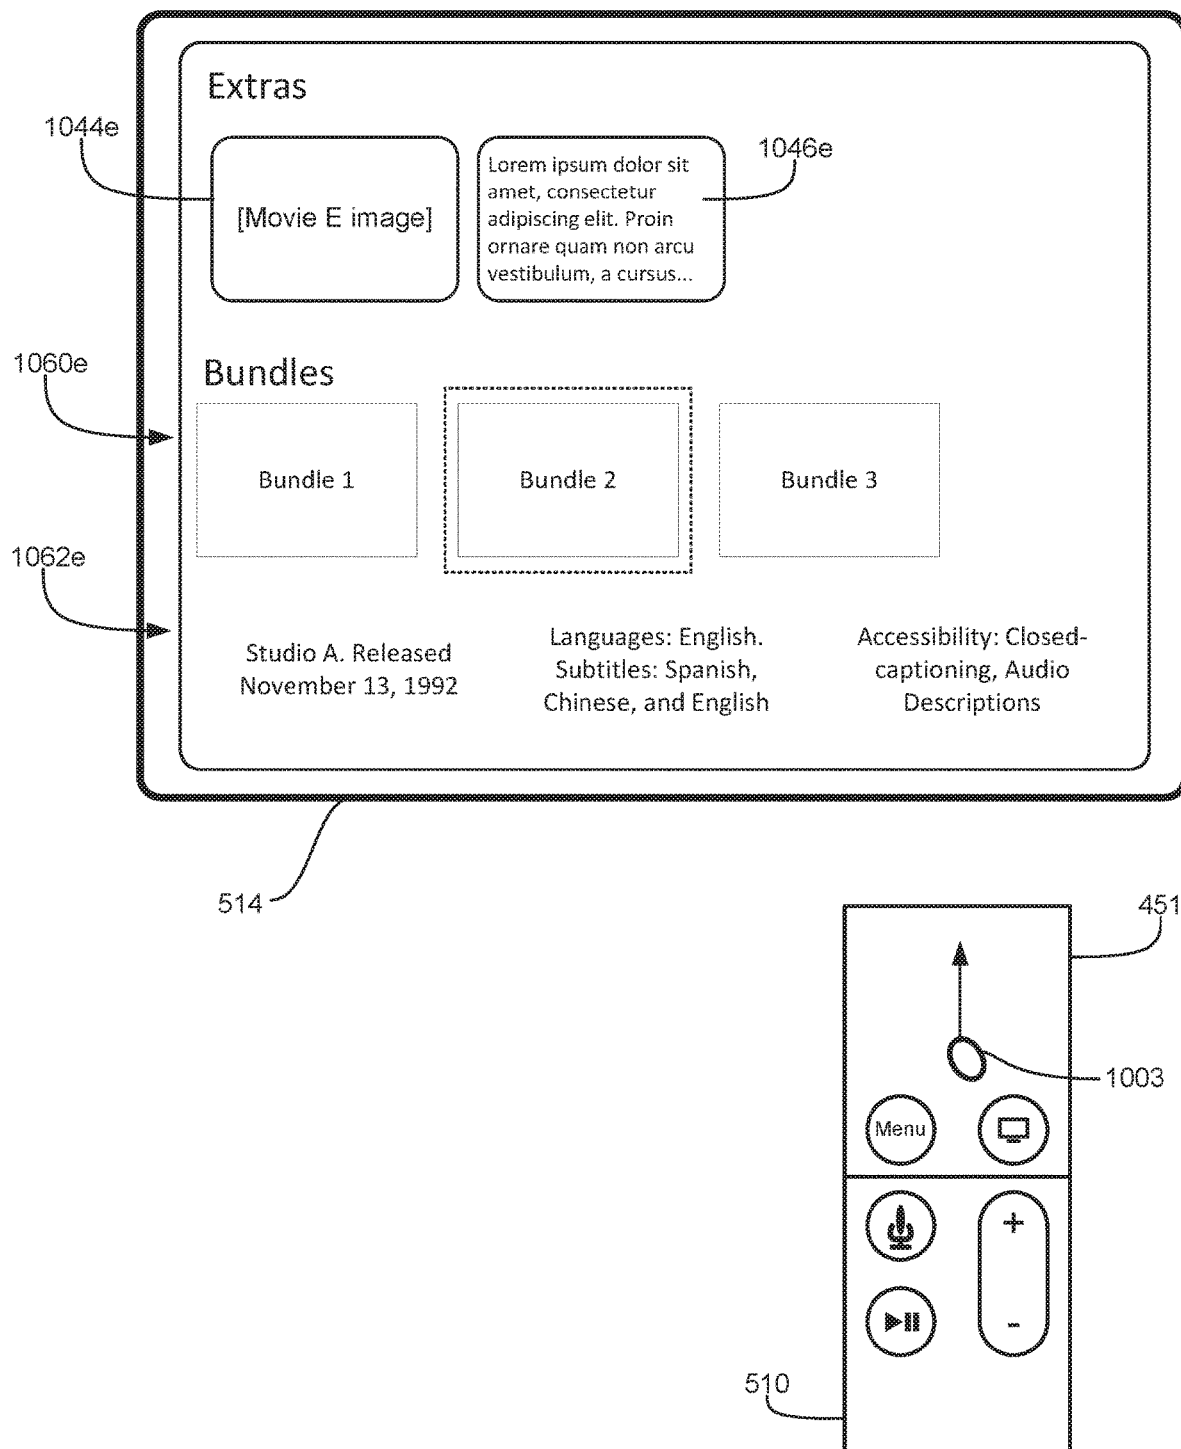 Extras
1044e
1046e
[Movie E image]
Lorem ipsum dolor sit
amet, consectetur
adipiscing elit. Proin
ornare quam non arcu
vestibulum, a cursus...
1060e
Bundles
Bundle 1
Bundle 2
Bundle 3
1062e
Studio A. Released
November 13, 1992
Languages: English.
Subtitles: Spanish,
Chinese, and English
Accessibility: Closed-
captioning, Audio
Descriptions
514
451
1003
Menu
+
-
510